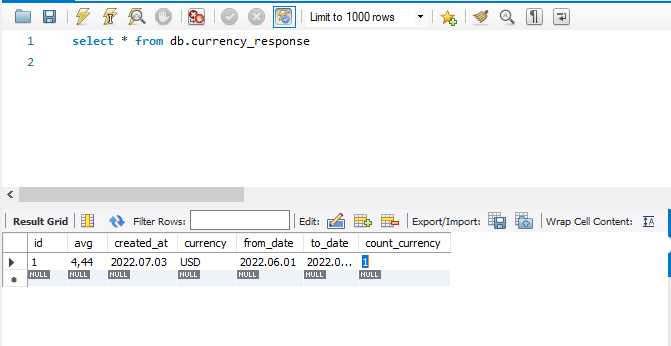 Limit to 1000 rows
1 select * from db.currency_response
2
Result Grid Filter Rows: Edit: Export/Import: Wrap Cell Content: IA
id avg created_at currency from_date to_date count_currency
1 4,44 2022.07.03 USD 2022.06.01 2022.0... 1
NULL NULL NULL NULL NULL NULL NULL